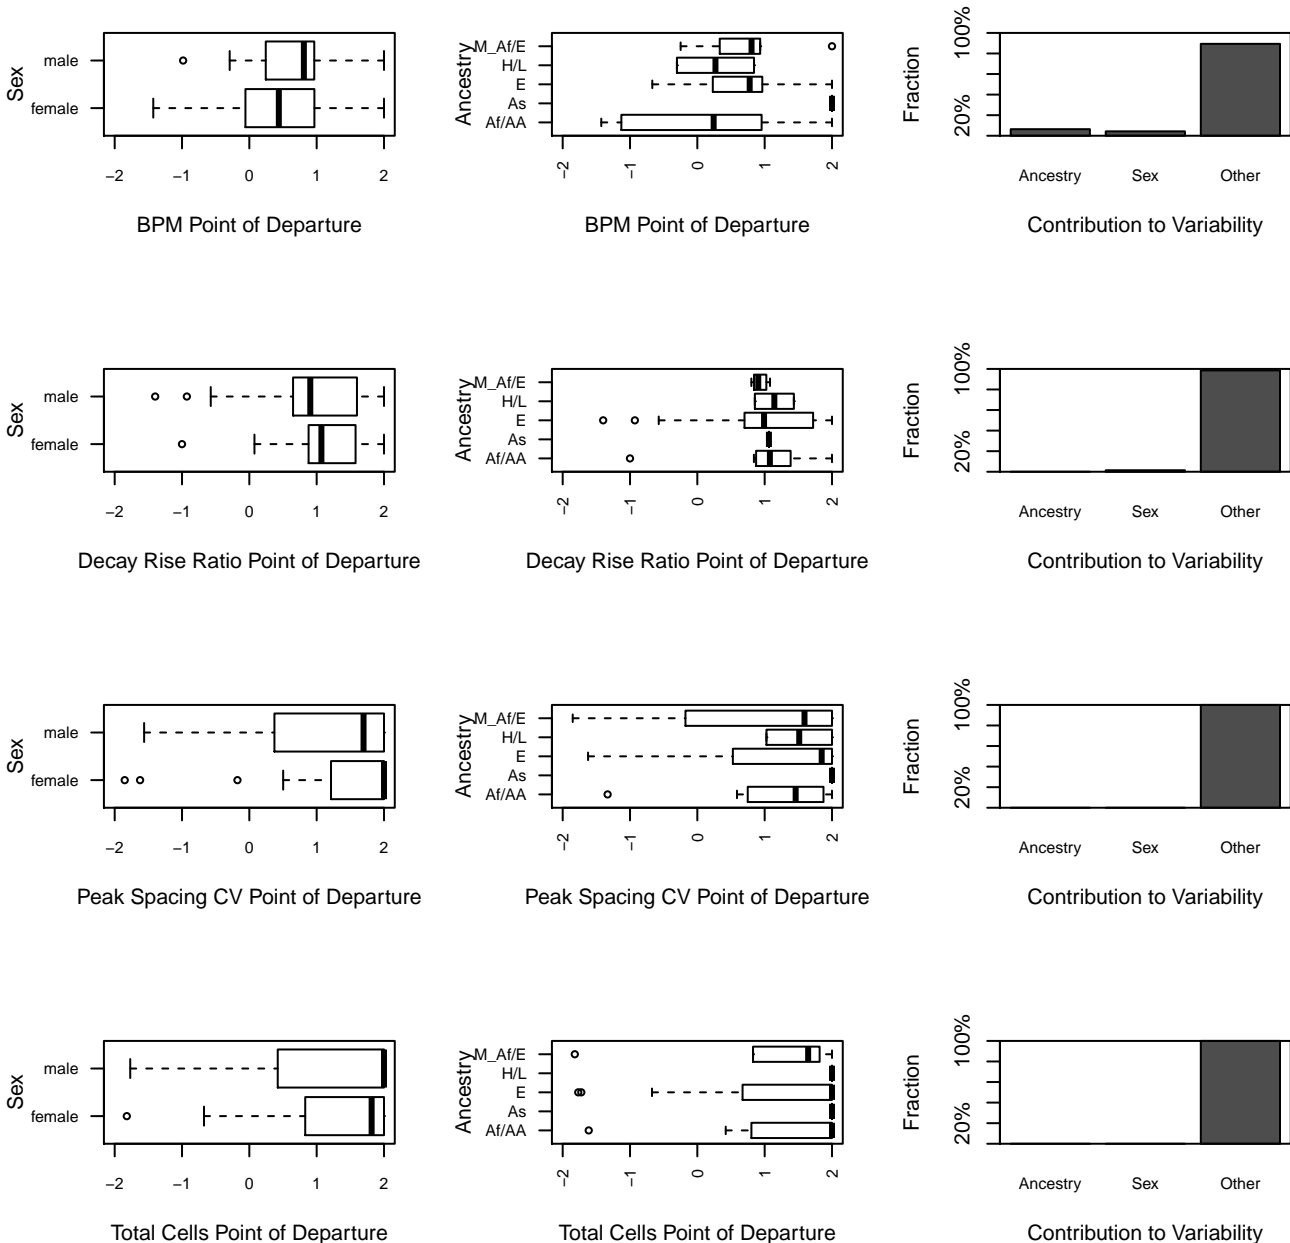 Sex
male
female
−2 −1 0 1 2
BPM Point of Departure
Ancestry
M_Af/E
H/L
E
As
Af/AA
−2 −1 0 1 2
BPM Point of Departure
Fraction
20% 100%
Ancestry Sex Other
Contribution to Variability
Sex
male
female
−2 −1 0 1 2
Decay Rise Ratio Point of Departure
Ancestry
M_Af/E
H/L
E
As
Af/AA
−2 −1 0 1 2
Decay Rise Ratio Point of Departure
Fraction
20% 100%
Ancestry Sex Other
Contribution to Variability
Sex
male
female
−2 −1 0 1 2
Peak Spacing CV Point of Departure
Ancestry
M_Af/E
H/L
E
As
Af/AA
−2 −1 0 1 2
Peak Spacing CV Point of Departure
Fraction
20% 100%
Ancestry Sex Other
Contribution to Variability
Sex
male
female
−2 −1 0 1 2
Total Cells Point of Departure
Ancestry
M_Af/E
H/L
E
As
Af/AA
−2 −1 0 1 2
Total Cells Point of Departure
Fraction
20% 100%
Ancestry Sex Other
Contribution to Variability